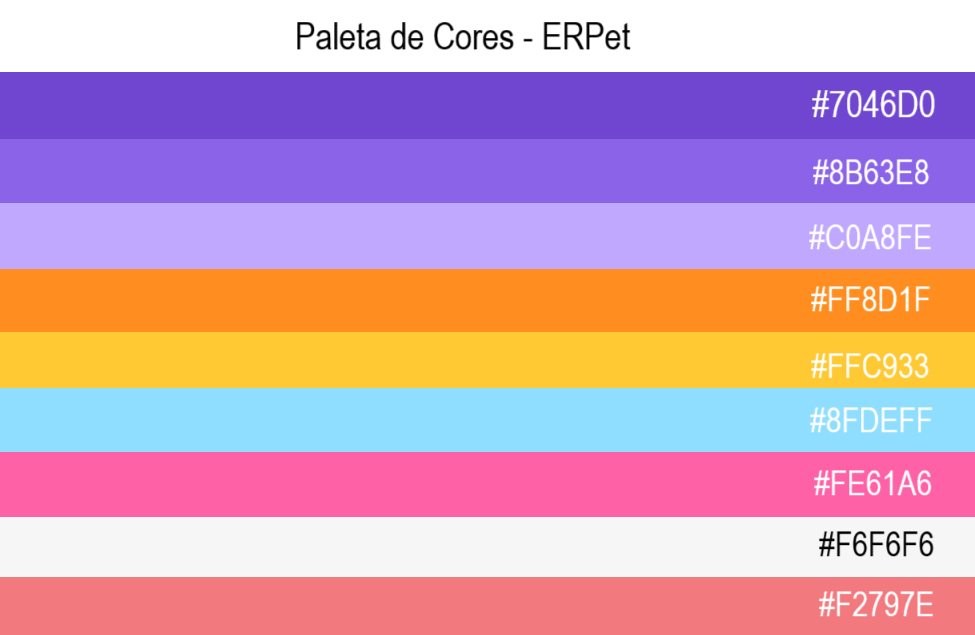 Paleta de Cores - ERPet
#7046D0
#8B63E8
#C0A8FE
#FF8D1F
#FFC933
#8FDEFF
#FE61A6
#F6F6F6
#F2797E